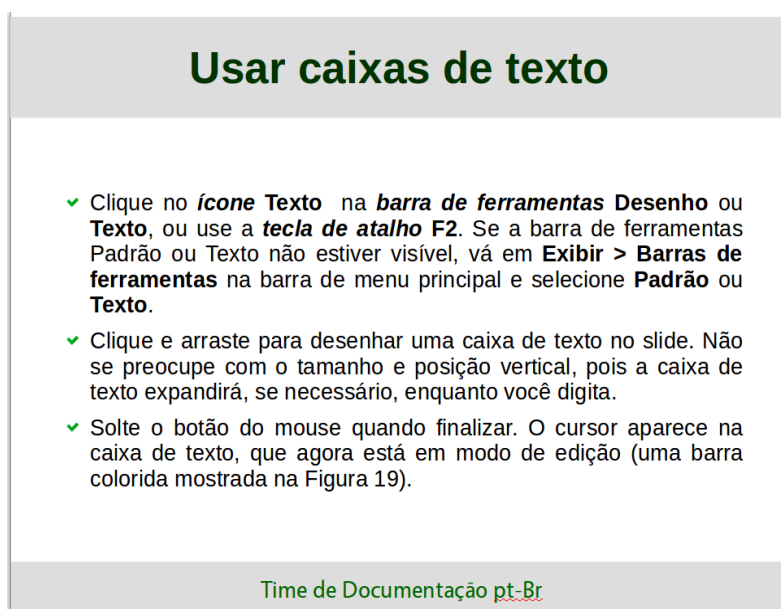 Usar caixas de texto
Clique no ícone Texto na barra de ferramentas Desenho ou
Texto, ou use a tecla de atalho F2. Se a barra de ferramentas
Padrão ou Texto não estiver visível, vá em Exibir > Barras de
ferramentas na barra de menu principal e selecione Padrão ou
Texto.
Clique e arraste para desenhar uma caixa de texto no slide. Não
se preocupe com o tamanho e posição vertical, pois a caixa de
texto expandirá, se necessário, enquanto você digita.
Solte o botão do mouse quando finalizar. O cursor aparece na
caixa de texto, que agora está em modo de edição (uma barra
colorida mostrada na Figura 19).
Time de Documentação pt-Br